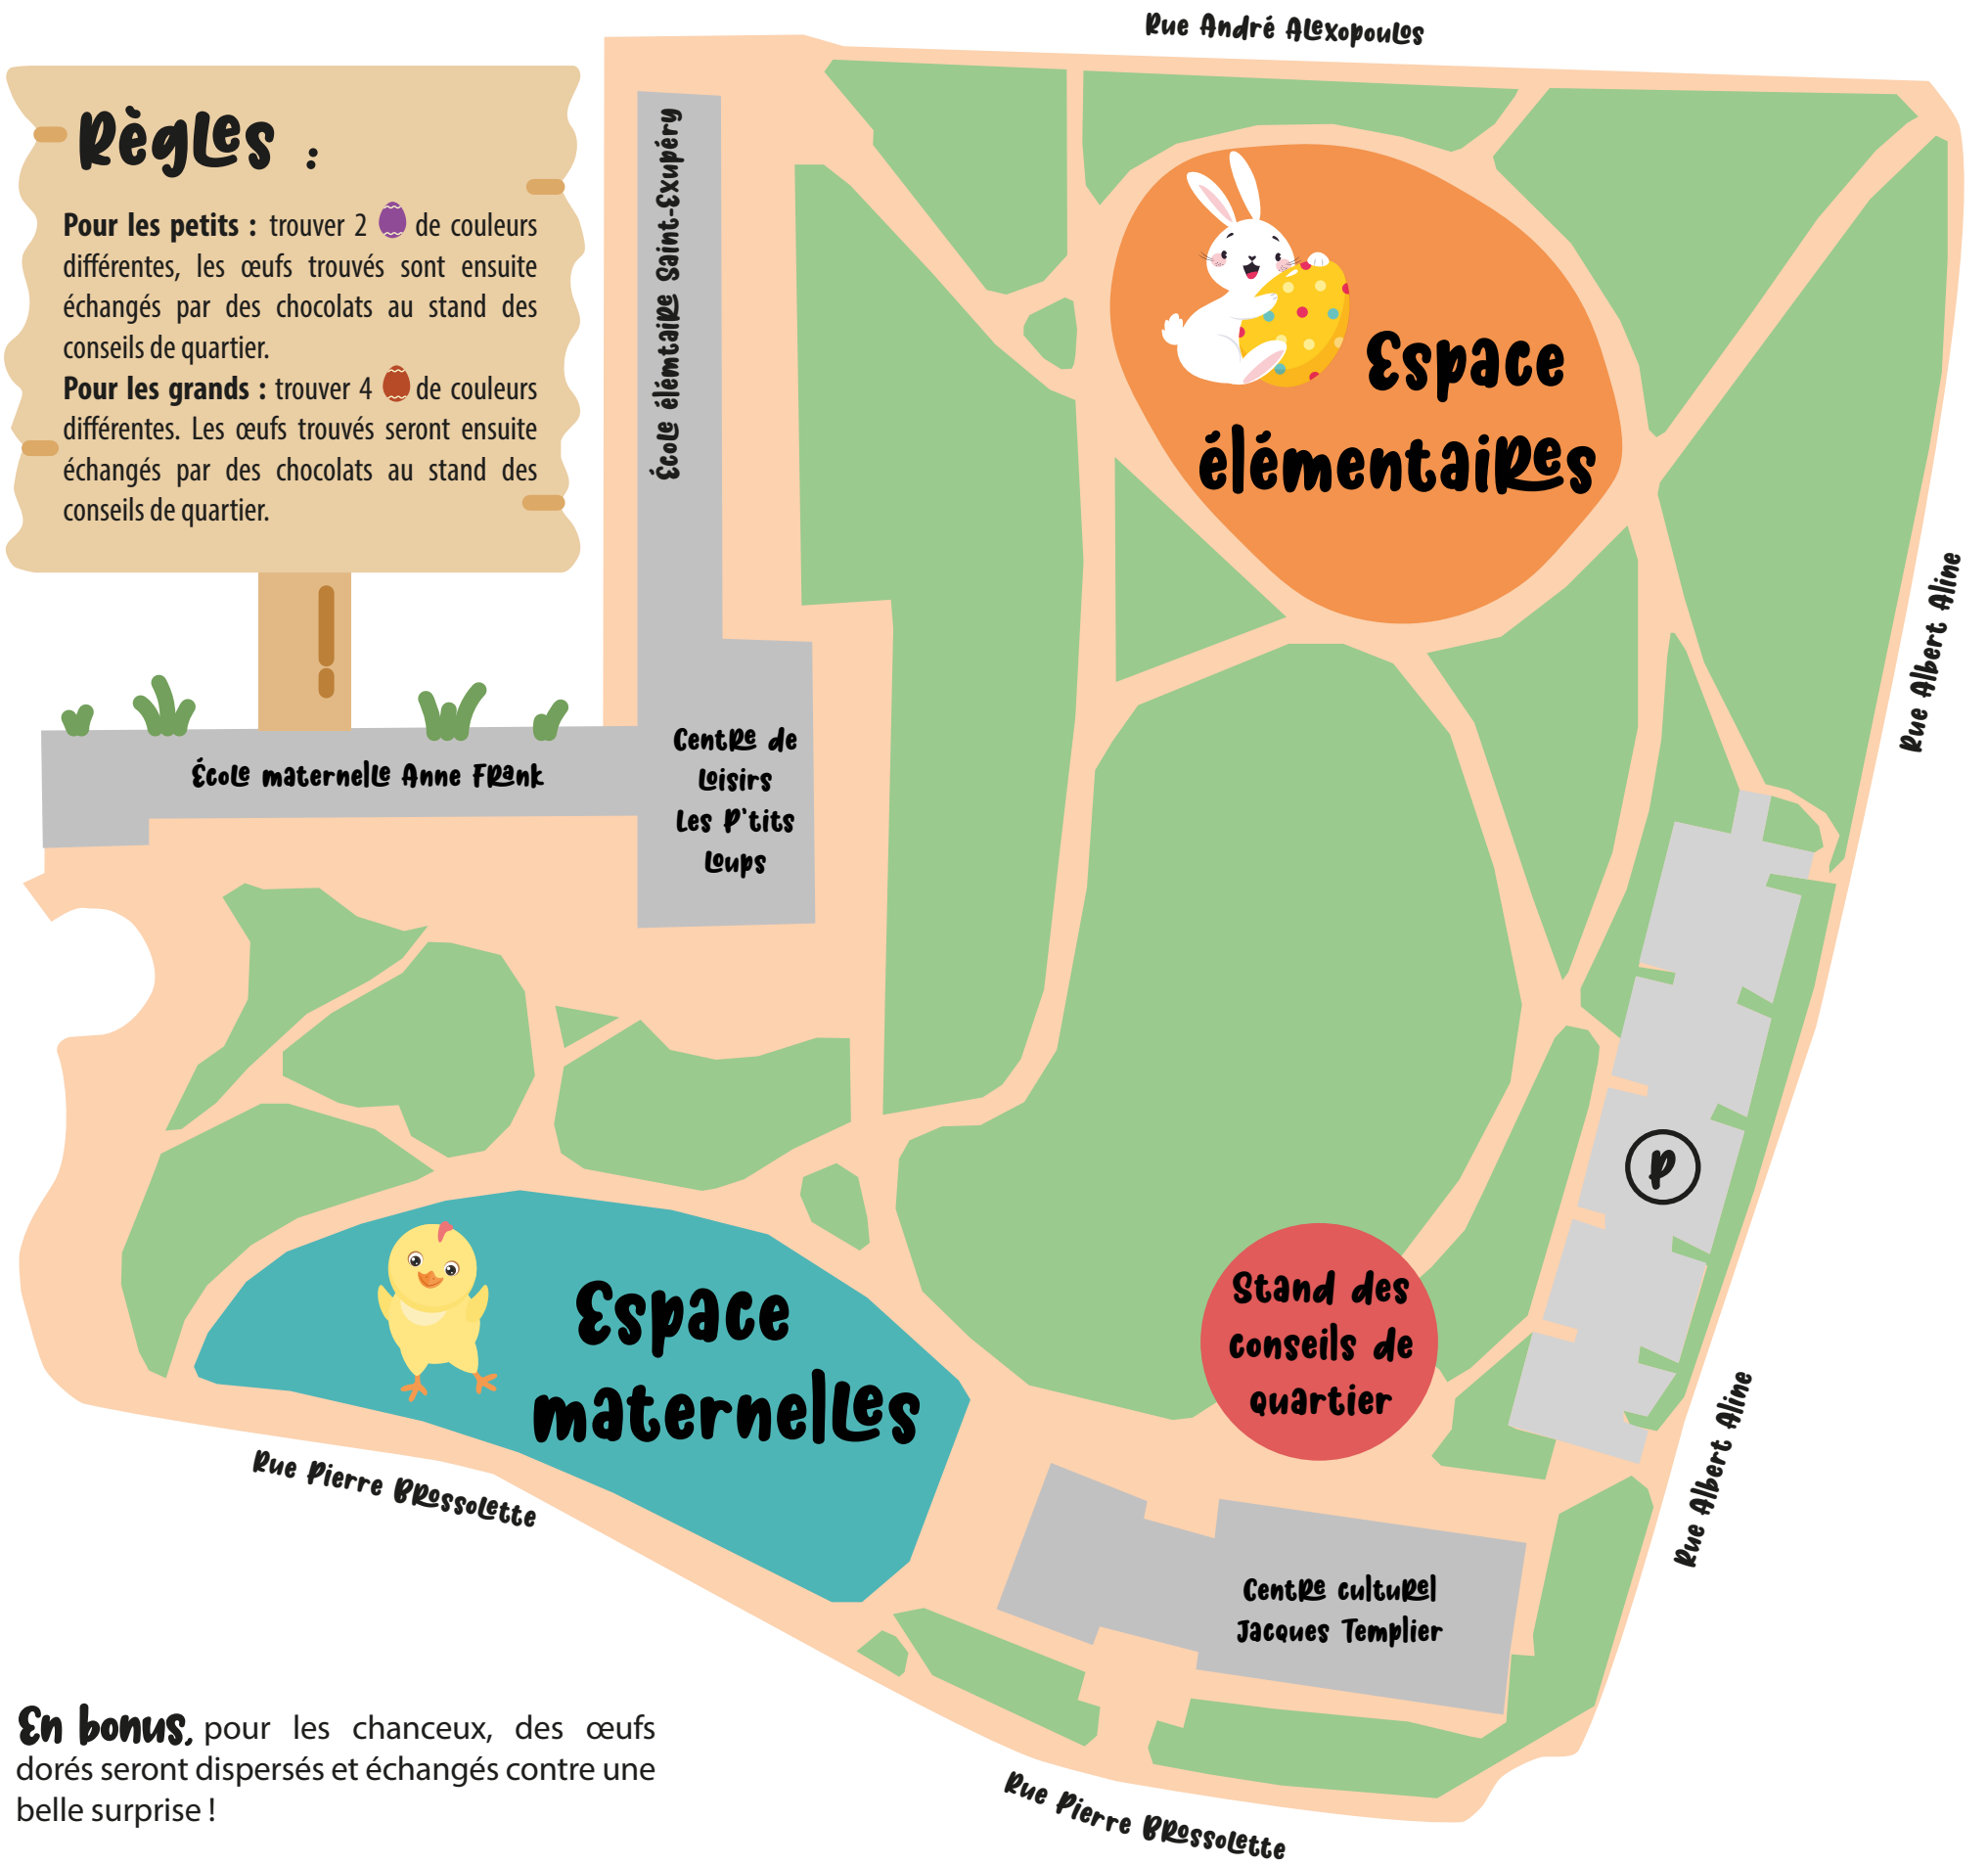 Rue André Alexopoulos
Règles :
Pour les petits : trouver 2 de couleurs
différentes, les œufs trouvés sont ensuite
échangés par des chocolats au stand des
conseils de quartier.
Pour les grands : trouver 4 de couleurs
différentes. Les œufs trouvés seront ensuite
échangés par des chocolats au stand des
conseils de quartier.
École élémtaire Saint-Exupéry
Espace
élémentaires
Rue Albert Aline
École maternelle Anne Frank
Centre de
Loisirs
Les P'tits
Loups
P
Stand des
conseils de
quartier
Espace
maternelles
Rue Pierre Brossolette
Rue Albert Aline
Centre culturel
Jacques Templier
En bonus, pour les chanceux, des œufs
dorés seront dispersés et échangés contre une
belle surprise !
Rue Pierre Brossolette